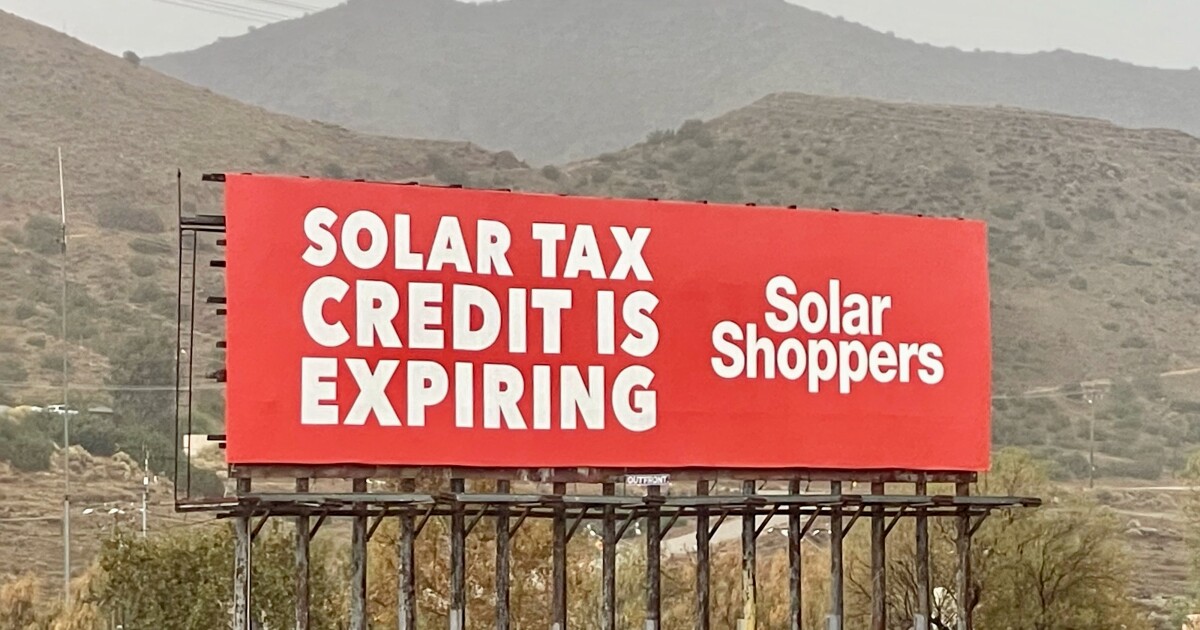 SOLAR TAX
CREDIT IS
EXPIRING
Solar
Shoppers
OUTFRONT